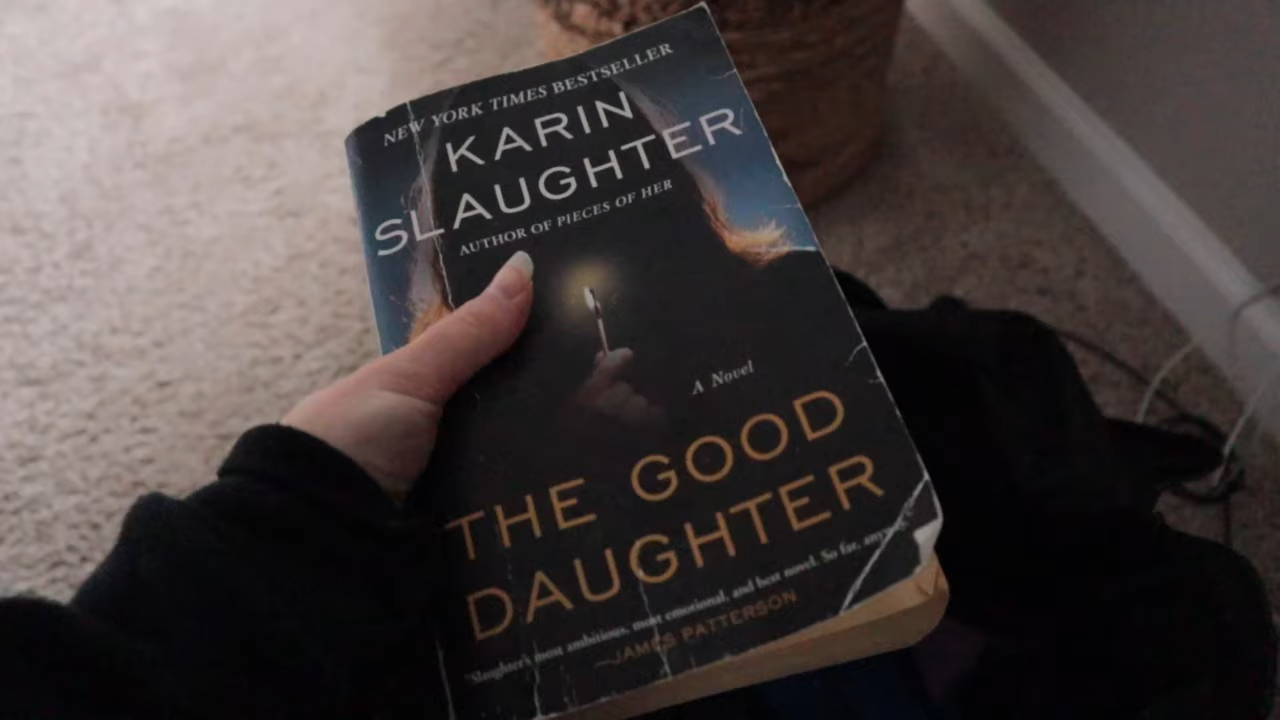 NEW YORK TIMES BESTSELLER
KARIN
SLAUGHTER
AUTHOR OF PIECES OF HER
A Novel
THE GOOD
DAUGHTER
"Slaughter's most ambitious, most emotional, and best novel. So far, anyway
—JAMES PATTERSON